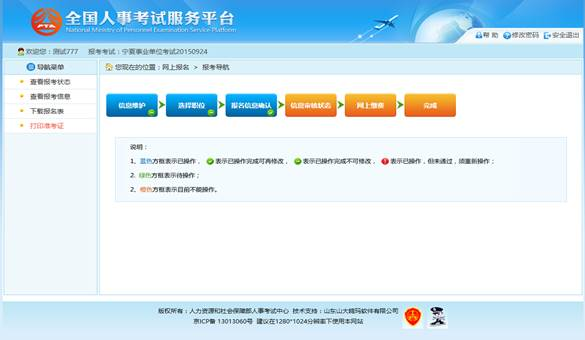 全国人事考试服务平台
National Ministry of Personnel Examination Service Platform
帮 助 修改密码 安全退出
欢迎您：测试777 报考考试：宁夏事业单位考试20150924
导航菜单
您现在的位置：网上报名 > 报考导航
查看报考状态
查看报考信息
下载报名表
打印准考证
信息维护 选择职位 报名信息确认 信息审核状态 网上缴费 完成
说明：
1、蓝色方框表示已操作， 表示已操作完成可再修改， 表示已操作完成不可修改， 表示已操作，但未通过，须重新操作；
2、绿色方框表示待操作；
2、橙色方框表示目前不能操作。
版权所有：人力资源和社会保障部人事考试中心 技术支持：山东山大鸥玛软件有限公司
京ICP备 13013060号 建议在1280*1024分辨率下使用本网站